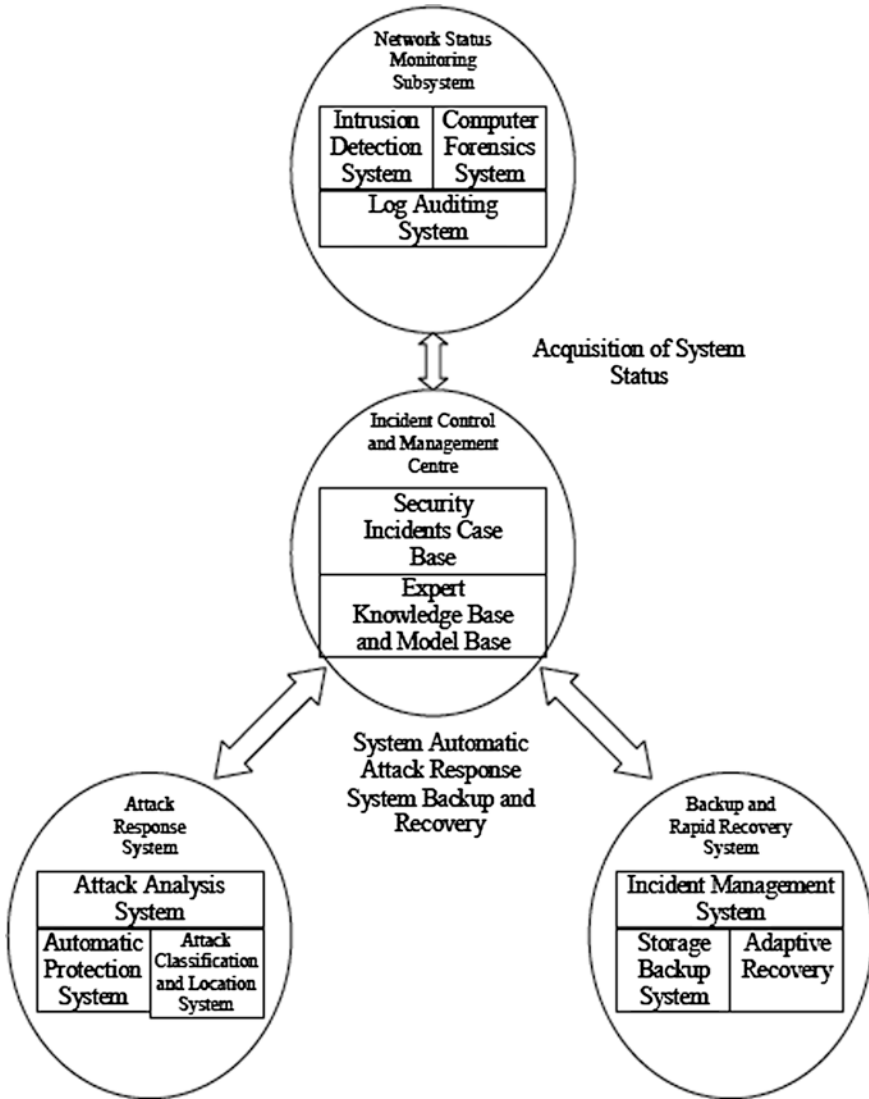 Network Status
Monitoring
Subsystem
Intrusion
Detection
System
Computer
Forensics
System
Log Auditing
System
Acquisition of System
Status
Incident Control
and Management
Centre
Security
Incidents Case
Base
Expert
Knowledge Base
and Model Base
System Automatic
Attack Response
System Backup and
Recovery
Attack
Response
System
Attack Analysis
System
Automatic
Protection
System
Attack
Classification
and Location
System
Backup and
Rapid Recovery
System
Incident Management
System
Storage
Backup
System
Adaptive
Recovery